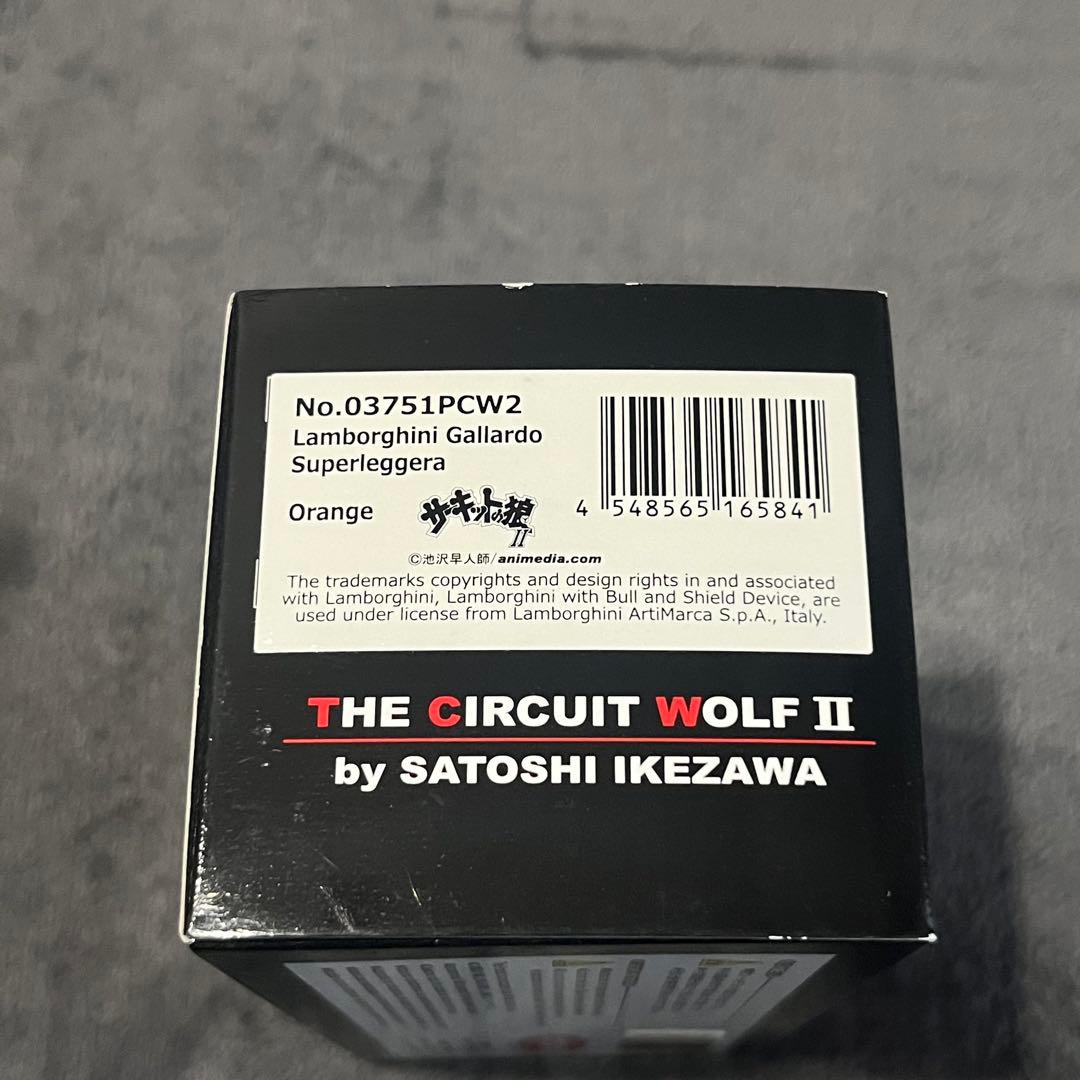 No.03751PCW2
Lamborghini Gallardo
Superleggera
Orange
サーキットの狼
II
4 548565 165841
©池沢早人師/animedia.com
The trademarks copyrights and design rights in and associated
with Lamborghini, Lamborghini with Bull and Shield Device, are
used under license from Lamborghini ArtiMarca S.p.A., Italy.
THE CIRCUIT WOLF II
by SATOSHI IKEZAWA